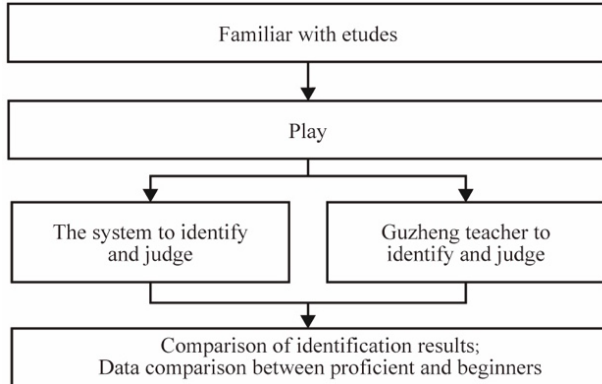 Familiar with etudes
Play
The system to identify
and judge
Guzheng teacher to
identify and judge
Comparison of identification results;
Data comparison between proficient and beginners